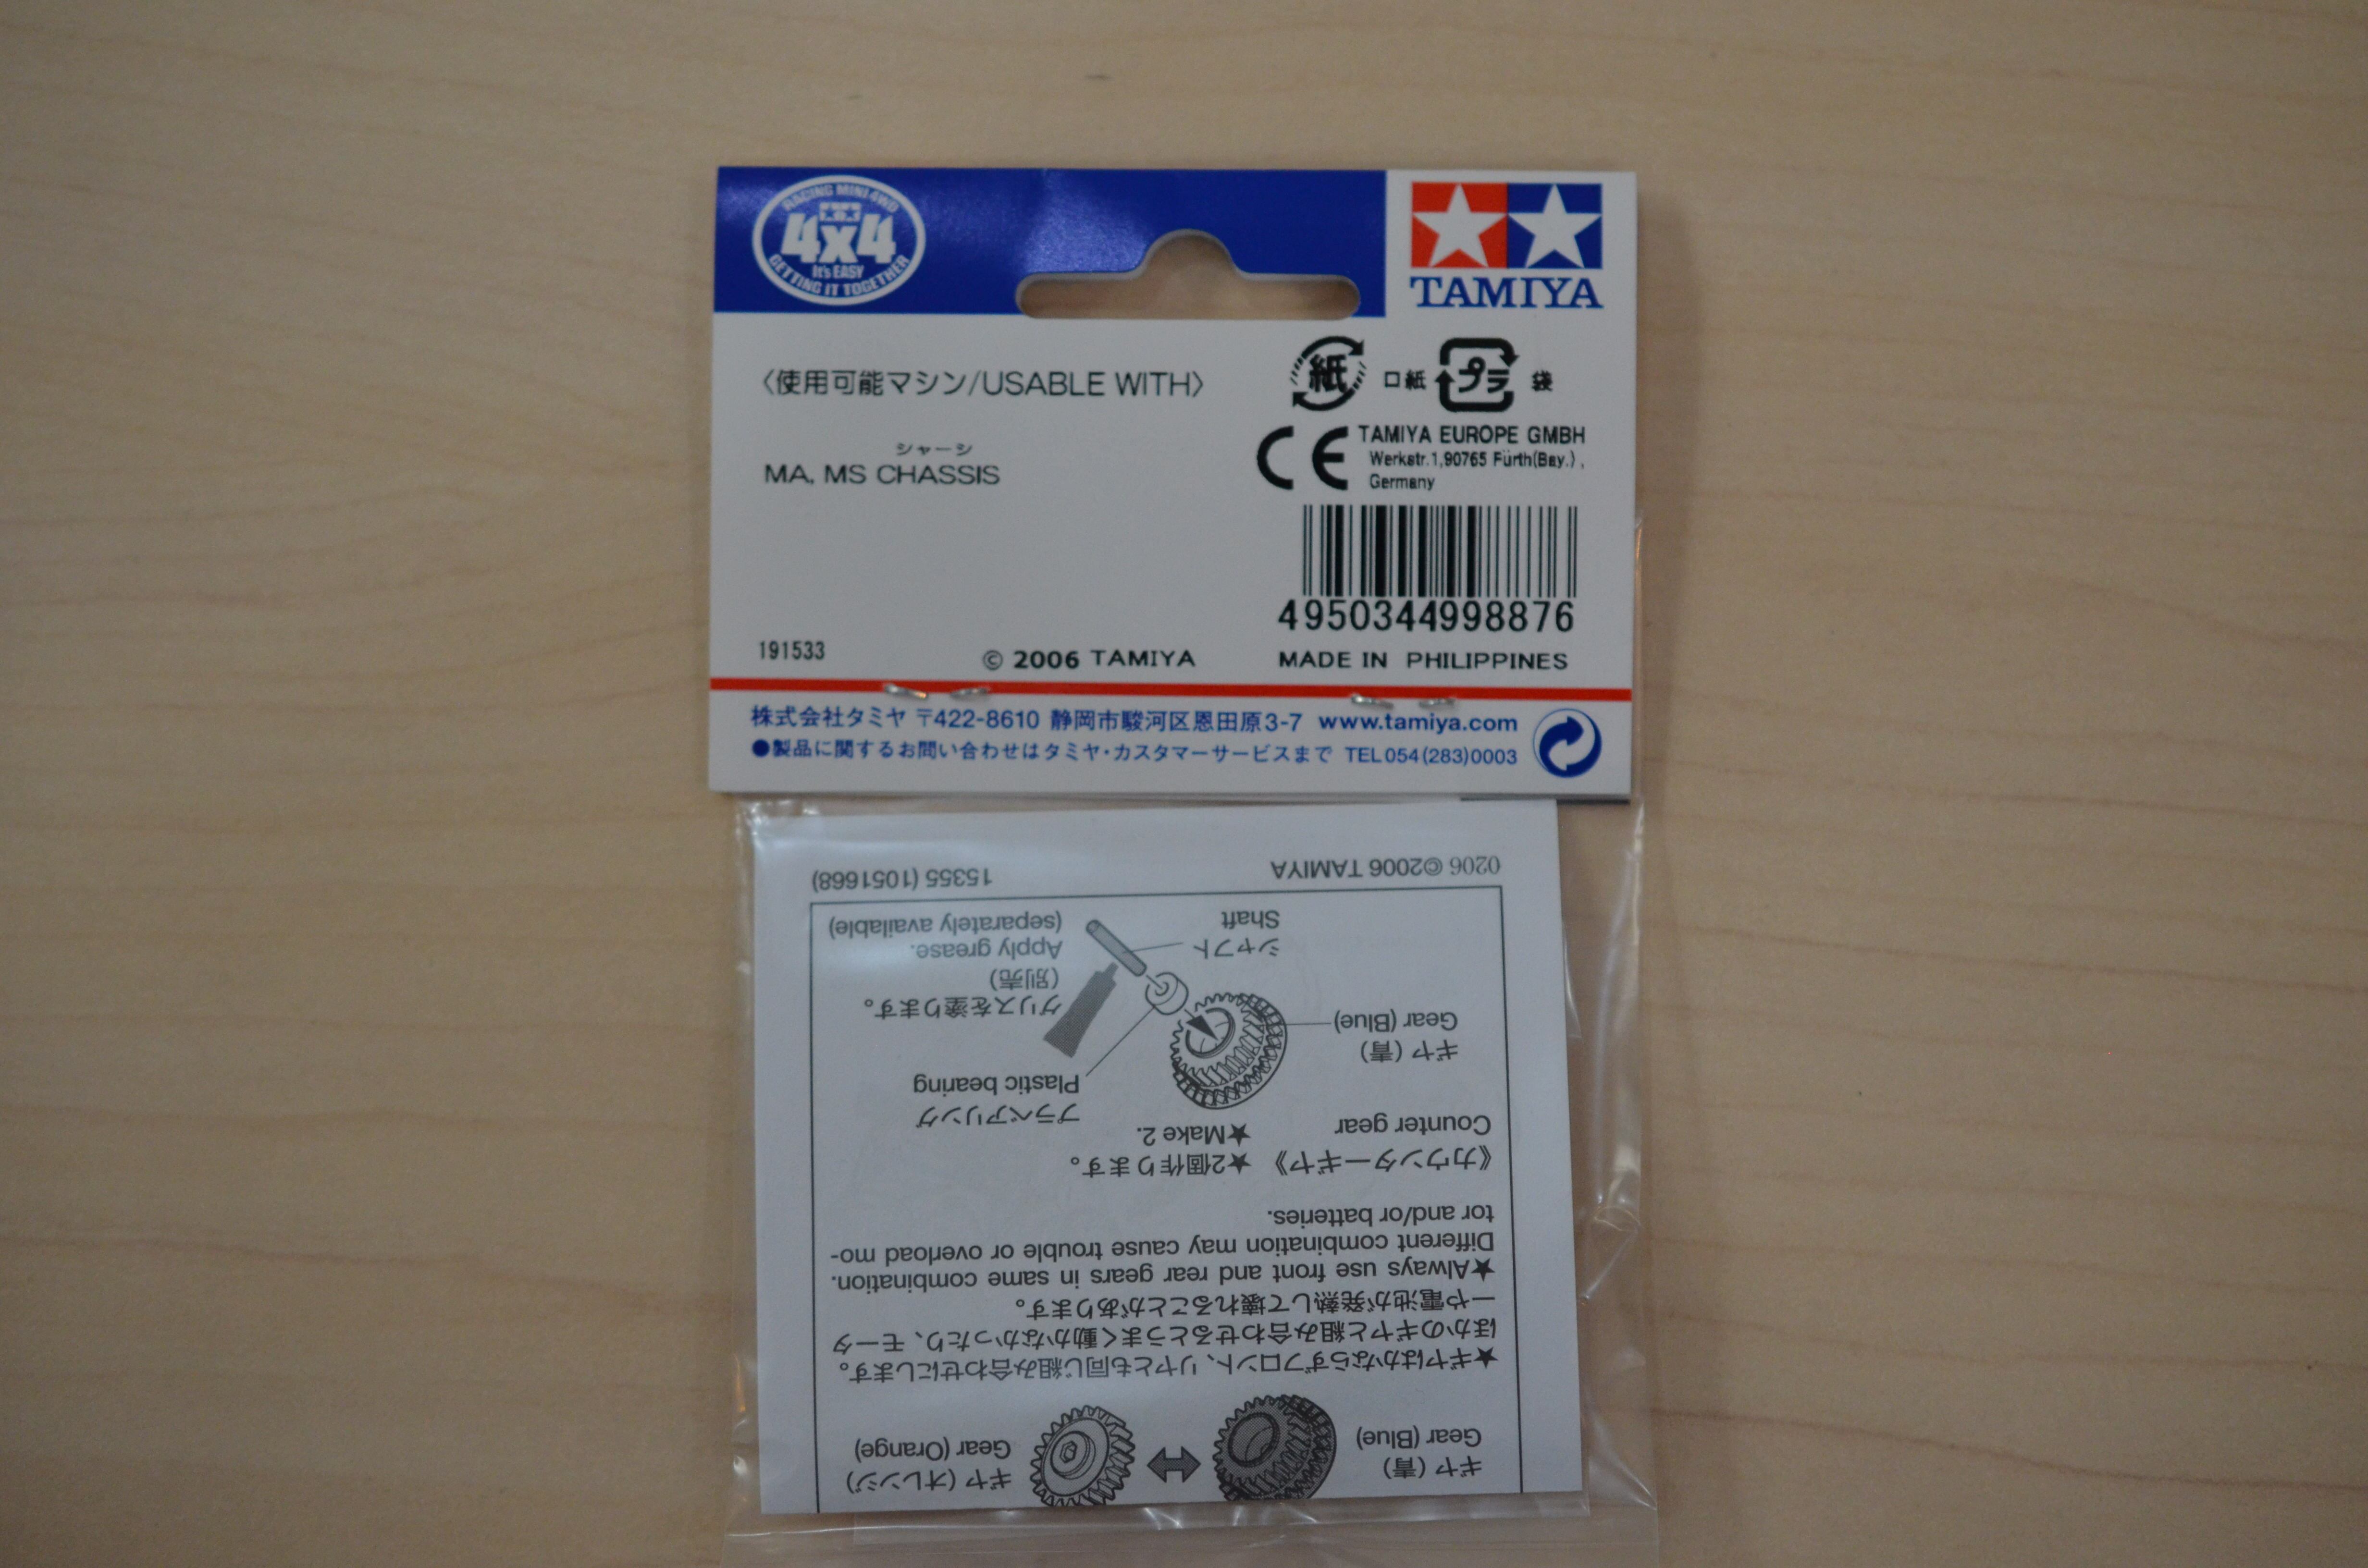 RACING MINI 4WD
4x4
It's EASY
GETTING IT TOGETHER
TAMIYA
〈使用可能マシン/USABLE WITH〉
紙 口紙 プラ 袋
シャーシ
MA, MS CHASSIS
CE TAMIYA EUROPE GMBH
Werkstr.1,90765 Fürth(Bay.),
Germany
4950344998876
191533 © 2006 TAMIYA MADE IN PHILIPPINES
株式会社タミヤ 〒422-8610 静岡市駿河区恩田原3-7 www.tamiya.com
●製品に関するお問い合わせはタミヤ・カスタマーサービスまで TEL054(283)0003
ギヤ (青)
Gear (Blue)
ギヤ (オレンジ)
Gear (Orange)
★ギヤはかならずフロント、リヤとも同じ組み合わせにします。
ほかのギヤと組み合わせるとうまく動かなかったり、モータ
ーや電池が発熱して壊れることがあります。
★Always use front and rear gears in same combination.
Different combination may cause trouble or overload mo-
tor and/or batteries.
《カウンターギヤ》 ★2個作ります。
Counter gear ★Make 2.
ギヤ (青)
Gear (Blue)
プラベアリング
Plastic bearing
グリスを塗ります。
(別売)
Apply grease.
(separately available)
シャフト
Shaft
0206 ©2006 TAMIYA 15355 (1051668)